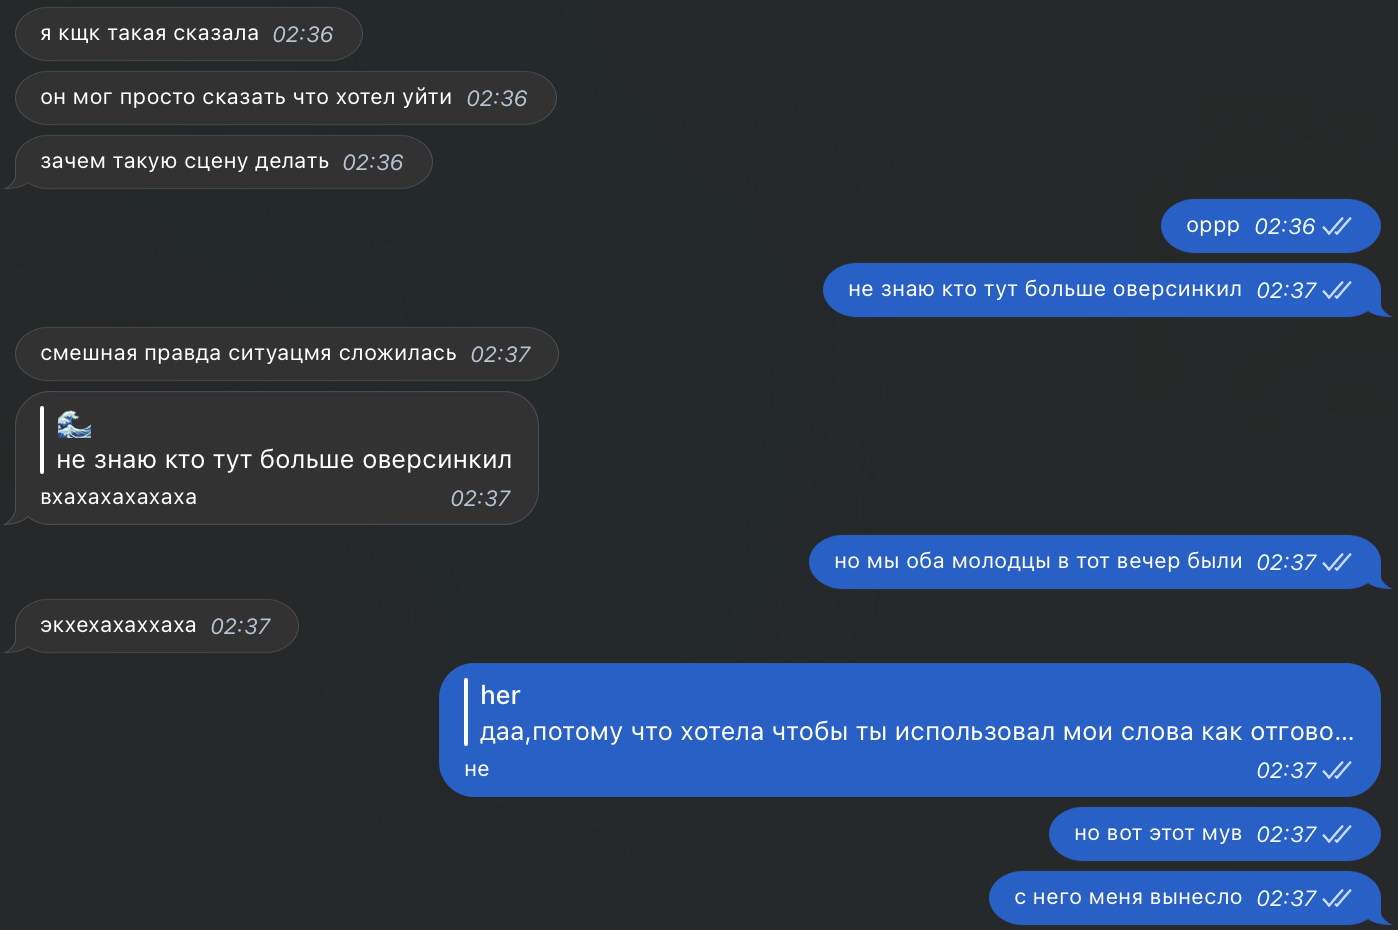 я кщк такая сказала 02:36
он мог просто сказать что хотел уйти 02:36
зачем такую сцену делать 02:36
оррр 02:36
не знаю кто тут больше оверсинкил 02:37
смешная правда ситуацмя сложилась 02:37
не знаю кто тут больше оверсинкил
вхахахахахаха 02:37
но мы оба молодцы в тот вечер были 02:37
экхехахаххаха 02:37
her
даа,потому что хотела чтобы ты использовал мои слова как отгово...
не 02:37
но вот этот мув 02:37
с него меня вынесло 02:37